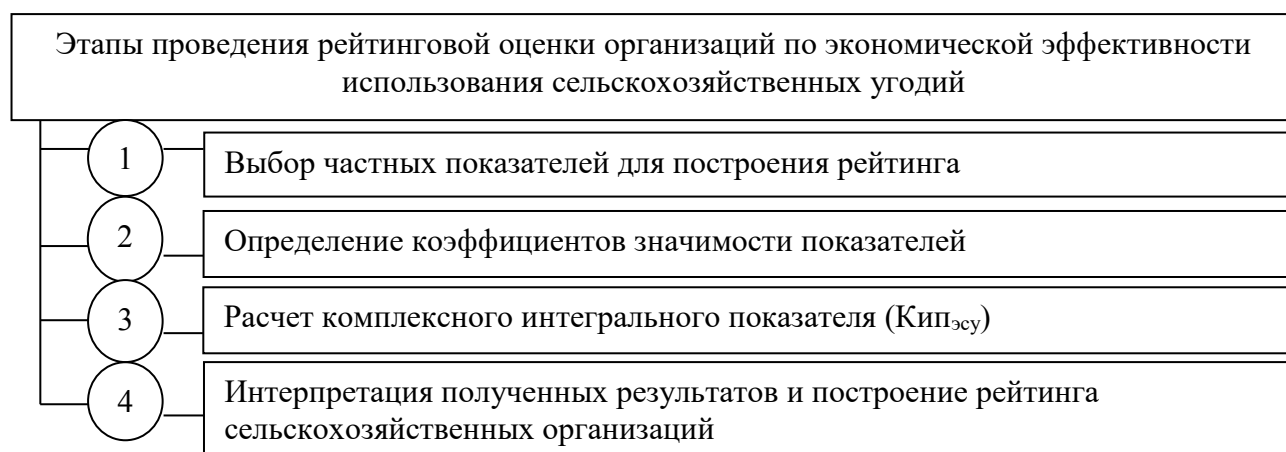 Этапы проведения рейтинговой оценки организаций по экономической эффективности
использования сельскохозяйственных угодий
1
Выбор частных показателей для построения рейтинга
2
Определение коэффициентов значимости показателей
3
Расчет комплексного интегрального показателя (Кипэсу)
4
Интерпретация полученных результатов и построение рейтинга
сельскохозяйственных организаций